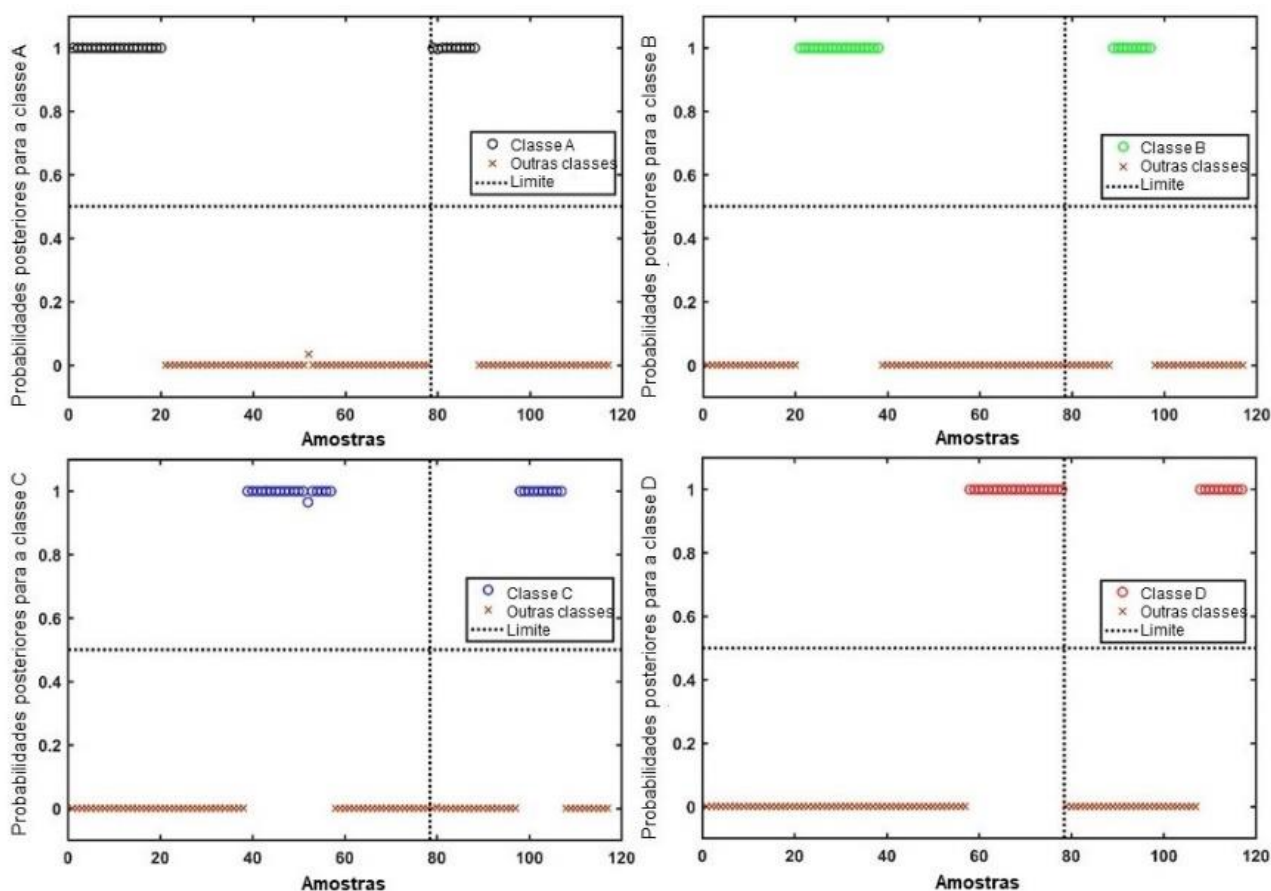 Probabilidades posteriores para a classe A
1
0.8
0.6
0.4
0.2
0
Classe A
Outras classes
Limite
0 20 40 60 80 100 120
Amostras
Probabilidades posteriores para a classe B
1
0.8
0.6
0.4
0.2
0
Classe B
Outras classes
Limite
0 20 40 60 80 100 120
Amostras
Probabilidades posteriores para a classe C
1
0.8
0.6
0.4
0.2
0
Classe C
Outras classes
Limite
0 20 40 60 80 100 120
Amostras
Probabilidades posteriores para a classe D
1
0.8
0.6
0.4
0.2
0
Classe D
Outras classes
Limite
0 20 40 60 80 100 120
Amostras